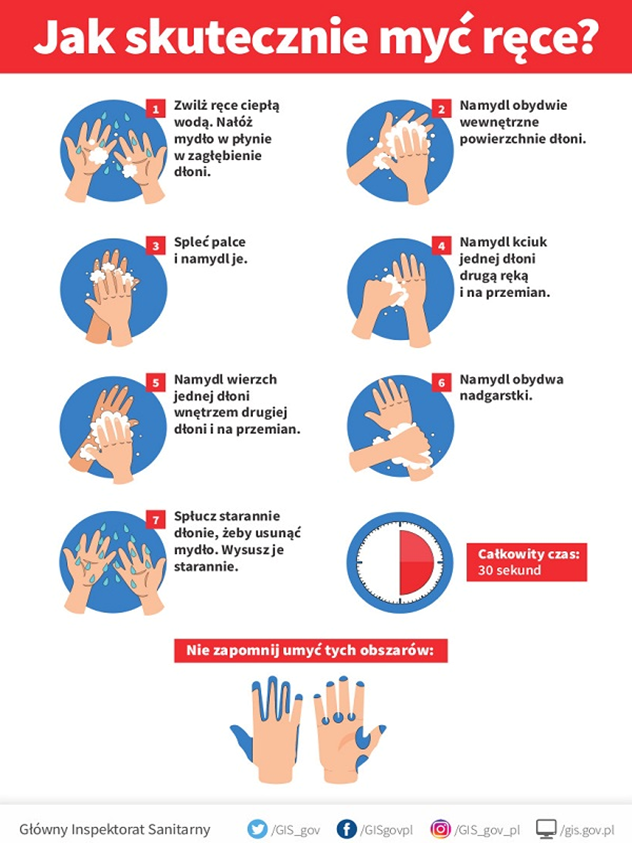 Jak skutecznie myć ręce?
1
Zwilż ręce ciepłą
wodą. Nałóż
mydło w płynie
w zagłębienie
dłoni.
2
Namydl obydwie
wewnętrzne
powierzchnie dłoni.
3
Spleć palce
i namydl je.
4
Namydl kciuk
jednej dłoni
drugą ręką
i na przemian.
5
Namydl wierzch
jednej dłoni
wnętrzem drugiej
dłoni i na przemian.
6
Namydl obydwa
nadgarstki.
7
Spłucz starannie
dłonie, żeby usunąć
mydło. Wysusz je
starannie.
Całkowity czas:
30 sekund
Nie zapomnij umyć tych obszarów:
Główny Inspektorat Sanitarny /GIS_gov /GISgovpl /GIS_gov_pl /gis.gov.pl